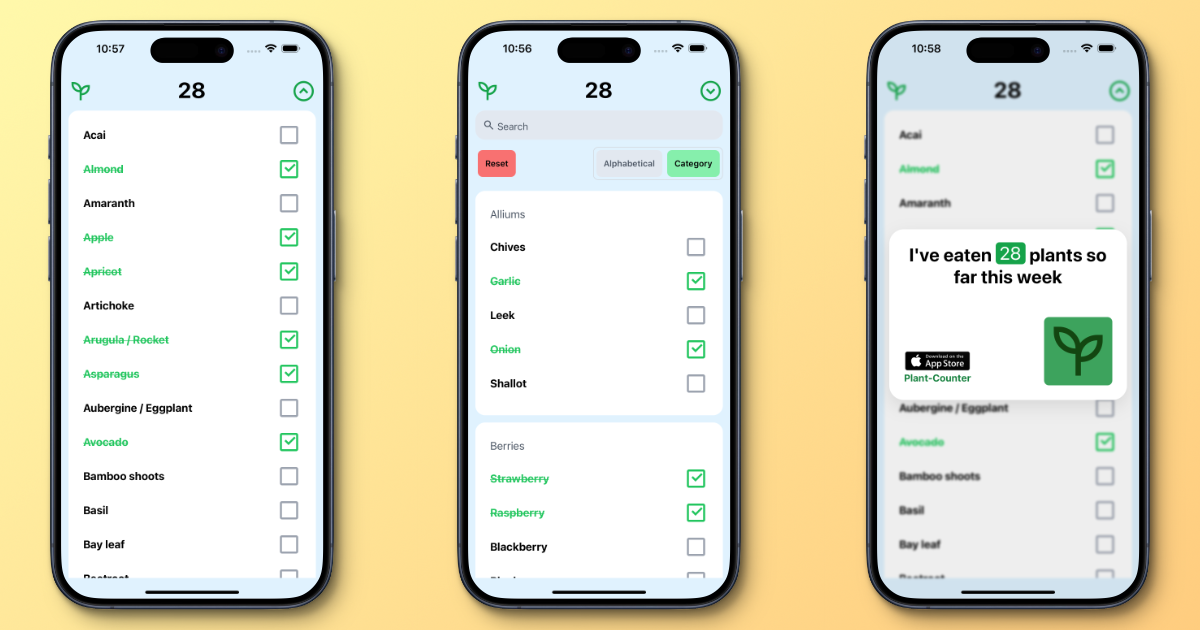 10:57
28
Acai
Almond
Amaranth
Apple
Apricot
Artichoke
Arugula / Rocket
Asparagus
Aubergine / Eggplant
Avocado
Bamboo shoots
Basil
Bay leaf
10:56
28
Search
Reset
Alphabetical
Category
Alliums
Chives
Garlic
Leek
Onion
Shallot
Berries
Strawberry
Raspberry
Blackberry
10:58
28
Acai
Almond
Amaranth
I've eaten 28 plants so
far this week
Download on the
App Store
Plant-Counter
Aubergine / Eggplant
Avocado
Bamboo shoots
Basil
Bay leaf